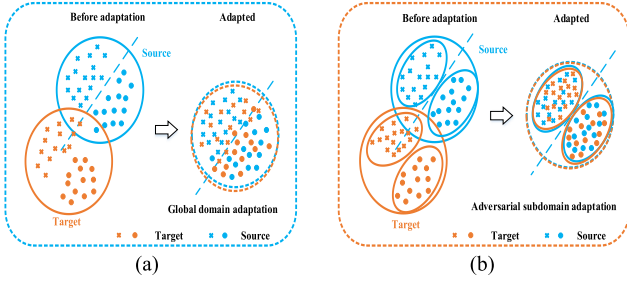 Before adaptation
Adapted
Source
Target
Global domain adaptation
Target
Source
(a)
Before adaptation
Adapted
Source
Target
Adversarial subdomain adaptation
Target
Source
(b)